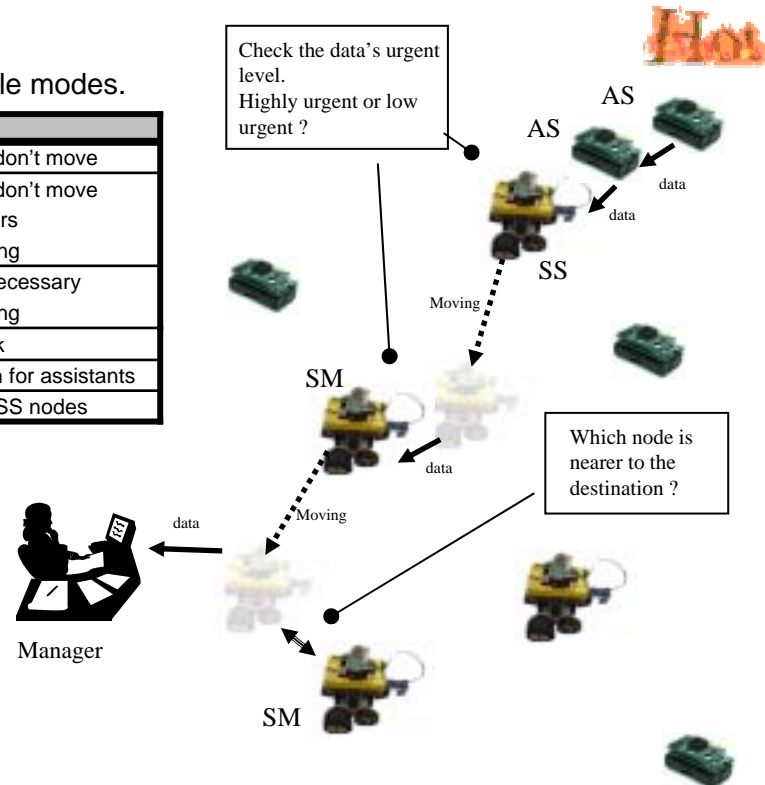 Hot
Check the data's urgent
level.
Highly urgent or low
urgent ?
le modes.
AS
AS
don't move
don't move
rs
ng
ecessary
ng
k
n for assistants
SS nodes
data
data
SS
Moving
SM
data
Which node is
nearer to the
destination ?
Moving
data
Manager
SM